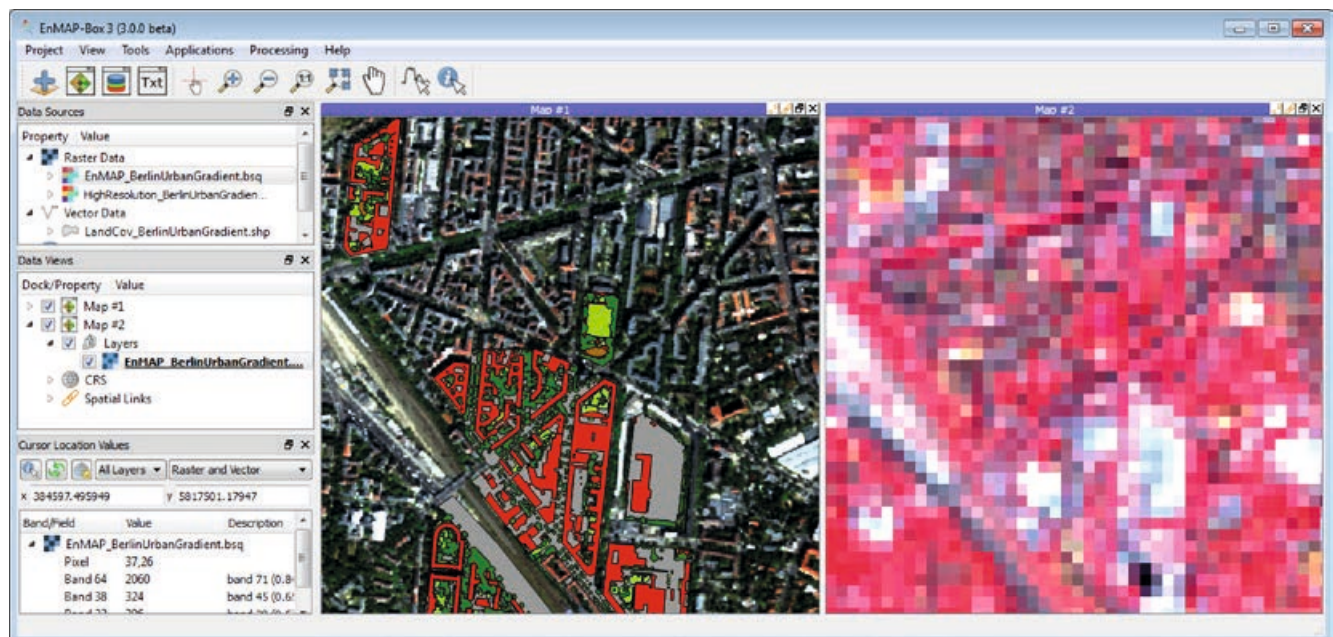 EnMAP-Box 3 (3.0.0 beta)
Project View Tools Applications Processing Help
Txt 1:1
Data Sources
Property Value
Raster Data
EnMAP_BerlinUrbanGradient.bsq
HighResolution_BerlinUrbanGradien...
Vector Data
LandCov_BerlinUrbanGradient.shp
Data Views
Dock/Property Value
Map #1
Map #2
Layers
EnMAP_BerlinUrbanGradient....
CRS
Spatial Links
Cursor Location Values
All Layers Raster and Vector
x 384597.495949 y 5817501.17947
Band/Field Value Description
EnMAP_BerlinUrbanGradient.bsq
Pixel 37,26
Band 64 2060 band 71 (0.8
Band 38 324 band 45 (0.6
Map #1
Map #2